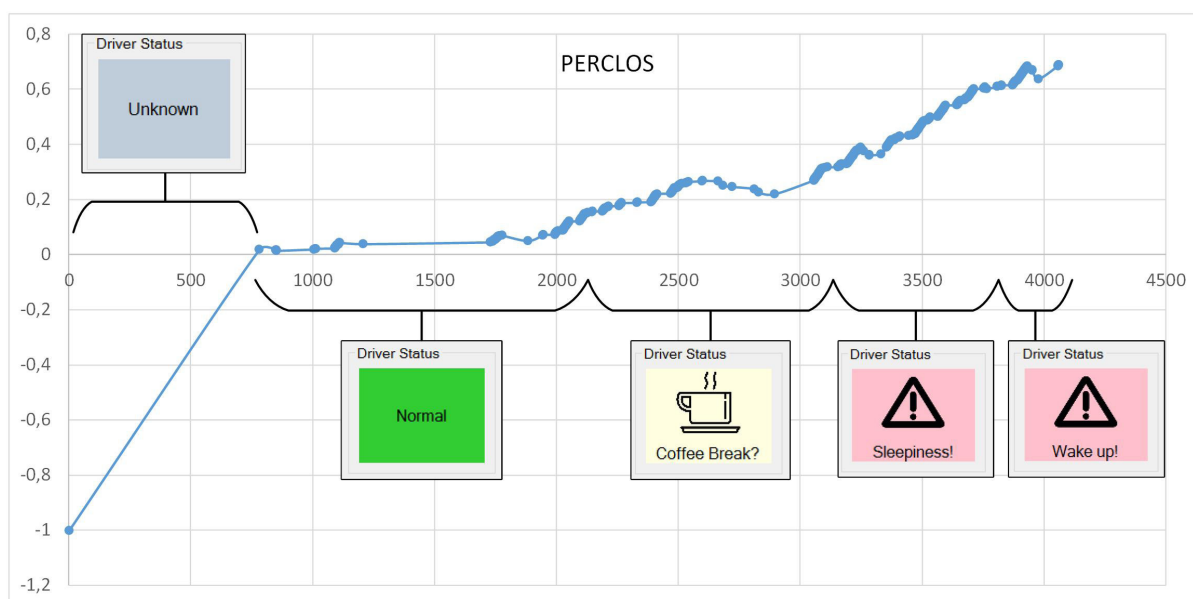 0,8
Driver Status
Unknown
PERCLOS
0,6
0,4
0,2
0
0 500 1000 1500 2000 2500 3000 3500 4000 4500
-0,2
-0,4
-0,6
-0,8
-1
-1,2
Driver Status
Normal
Driver Status
Coffee Break?
Driver Status
Sleepiness!
Driver Status
Wake up!